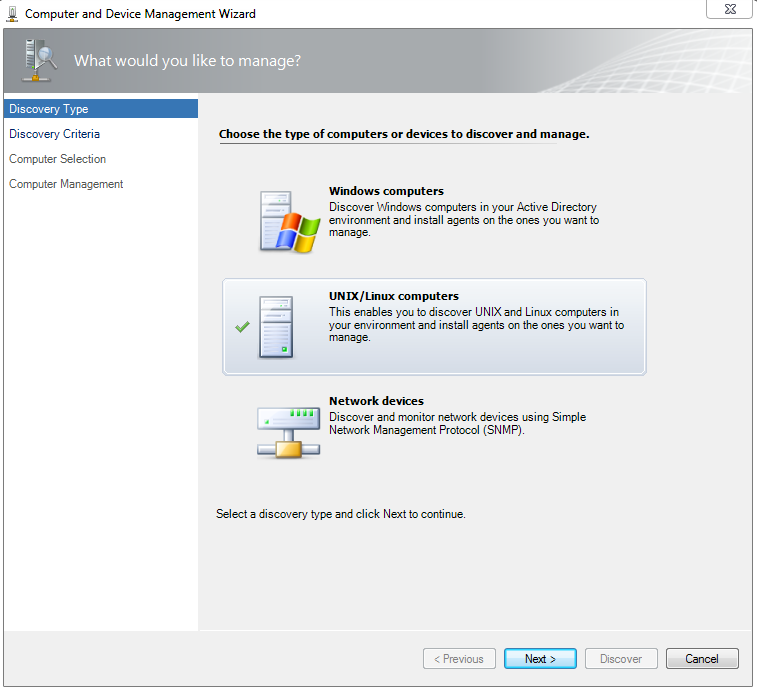 Computer and Device Management Wizard
What would you like to manage?
Discovery Type
Discovery Criteria
Computer Selection
Computer Management
Choose the type of computers or devices to discover and manage.
Windows computers
Discover Windows computers in your Active Directory
environment and install agents on the ones you want to
manage.
UNIX/Linux computers
This enables you to discover UNIX and Linux computers in
your environment and install agents on the ones you want to
manage.
Network devices
Discover and monitor network devices using Simple
Network Management Protocol (SNMP).
Select a discovery type and click Next to continue.
< Previous
Next >
Discover
Cancel